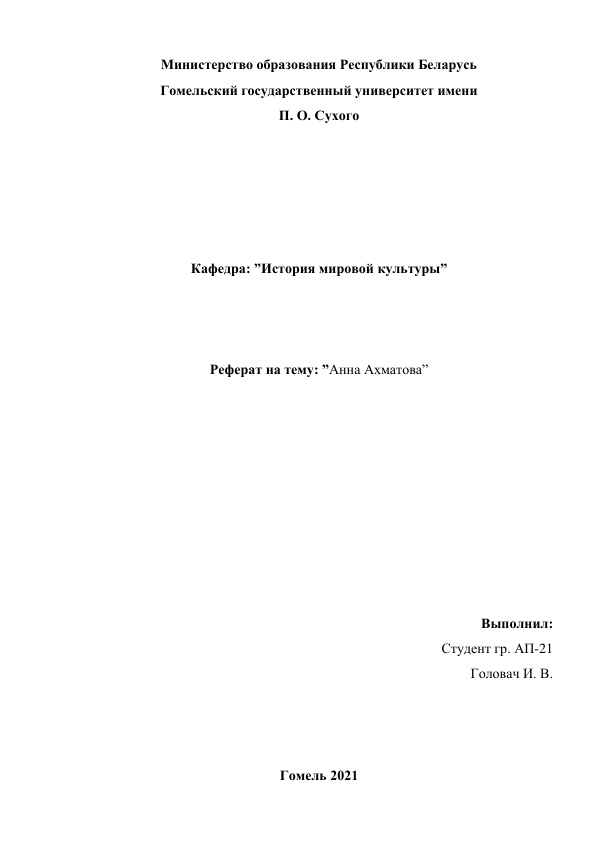 Министерство образования Республики Беларусь
Гомельский государственный университет имени
П. О. Сухого
Кафедра: ”История мировой культуры”
Реферат на тему: ”Анна Ахматова”
Выполнил:
Студент гр. АП-21
Головач И. В.
Гомель 2021